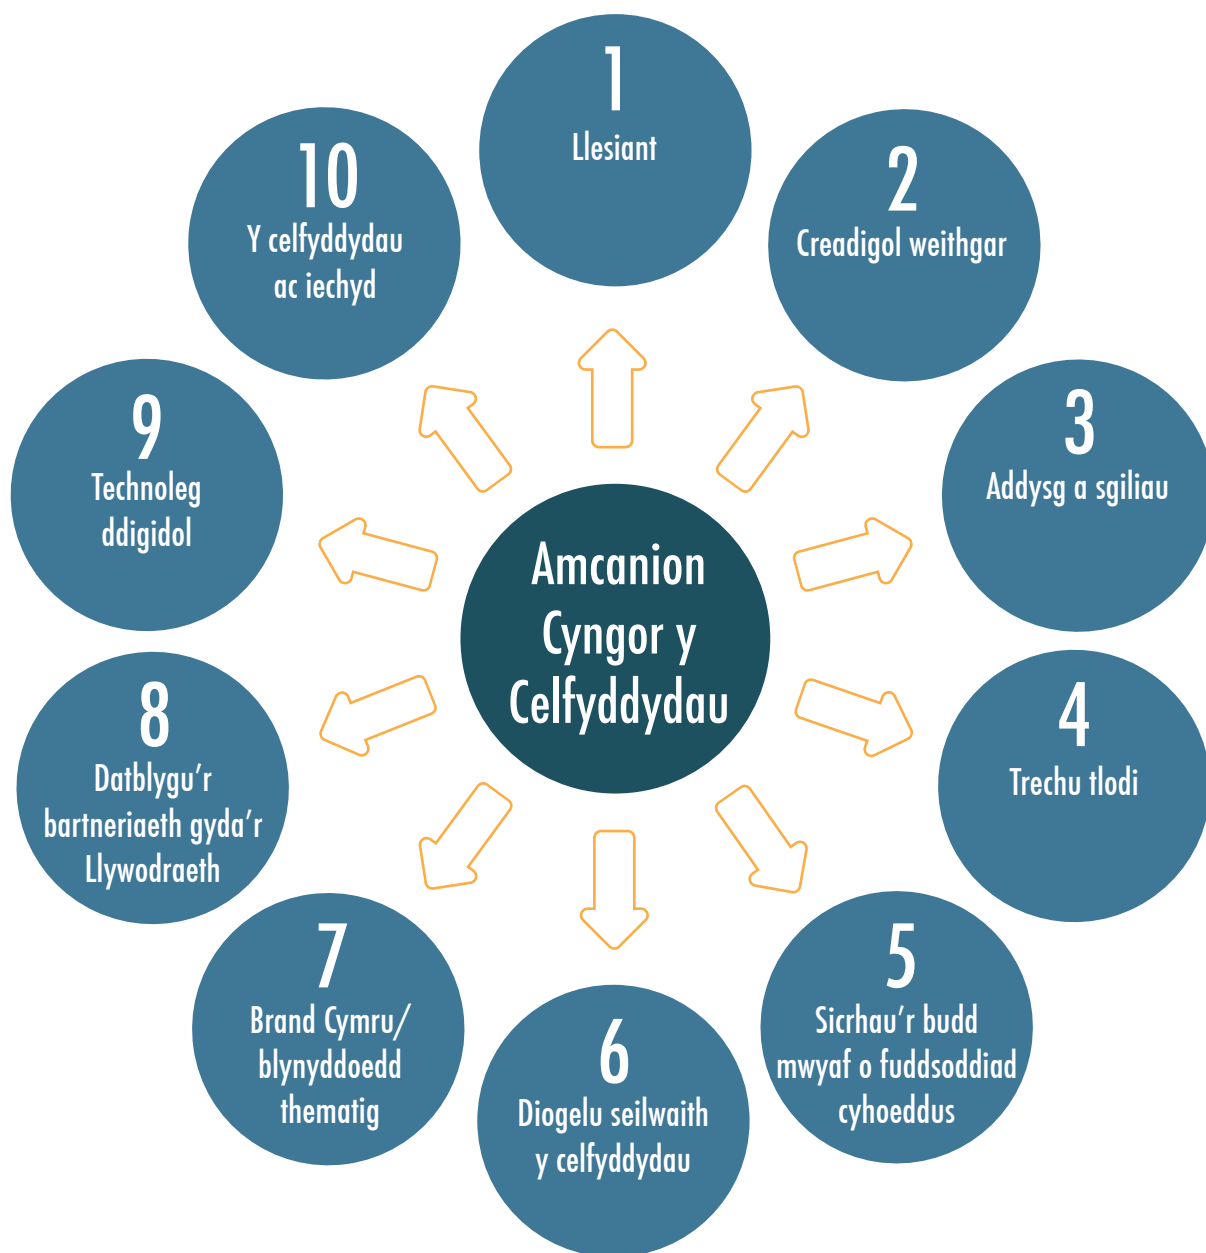 Amcanion
Cyngor y
Celfyddydau
1
Llesiant
2
Creadigol weithgar
3
Addysg a sgiliau
4
Trechu tlodi
5
Sicrhau’r budd
mwyaf o fuddsoddiad
cyhoeddus
6
Diogelu seilwaith
y celfyddydau
7
Brand Cymru/
blynyddoedd
thematig
8
Datblygu’r
bartneriaeth gyda’r
Llywodraeth
9
Technoleg
ddigidol
10
Y celfyddydau
ac iechyd